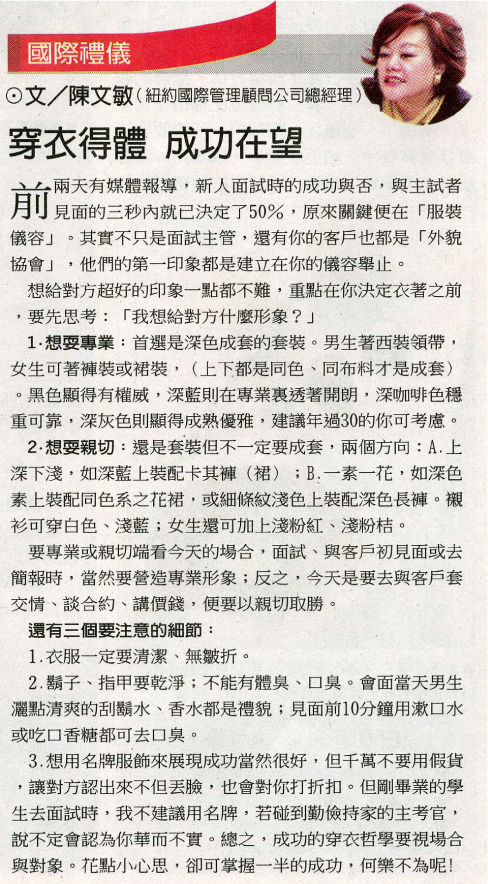 國際禮儀
⊙文／陳文敏（紐約國際管理顧問公司總經理）
穿衣得體 成功在望
前兩天有媒體報導，新人面試時的成功與否，與主試者
見面的三秒內就已決定了50%，原來關鍵便在「服裝
儀容」。其實不只是面試主管，還有你的客戶也都是「外貌
協會」，他們的第一印象都是建立在你的儀容舉止。
想給對方超好的印象一點都不難，重點在你決定衣著之前
，要先思考：「我想給對方什麼形象？」
1·想耍專業：首選是深色成套的套裝。男生著西裝領帶，
女生可著褲裝或裙裝，（上下都是同色、同布料才是成套）
。黑色顯得有權威，深藍則在專業裏透著開朗，深咖啡色穩
重可靠，深灰色則顯得成熟優雅，建議年過30的你可考慮。
2·想耍親切：還是套裝但不一定要成套，兩個方向：A.上
深下淺，如深藍上裝配卡其褲（裙）；B.一素一花，如深色
素上裝配同色系之花裙，或細條紋淺色上裝配深色長褲。襯
衫可穿白色、淺藍；女生還可加上淺粉紅、淺粉桔。
要專業或親切端看今天的場合，面試、與客戶初見面或去
簡報時，當然要營造專業形象；反之，今天是要去與客戶套
交情、談合約、講價錢，便要以親切取勝。
還有三個要注意的細節：
1.衣服一定要清潔、無皺折。
2.鬍子、指甲要乾淨；不能有體臭、口臭。會面當天男生
灑點清爽的刮鬍水、香水都是禮貌；見面前10分鐘用漱口水
或吃口香糖都可去口臭。
3.想用名牌服飾來展現成功當然很好，但千萬不要用假貨
，讓對方認出來不但丟臉，也會對你打折扣。但剛畢業的學
生去面試時，我不建議用名牌，若碰到勤儉持家的主考官，
說不定會認為你華而不實。總之，成功的穿衣哲學要視場合
與對象。花點小心思，卻可掌握一半的成功，何樂不為呢！